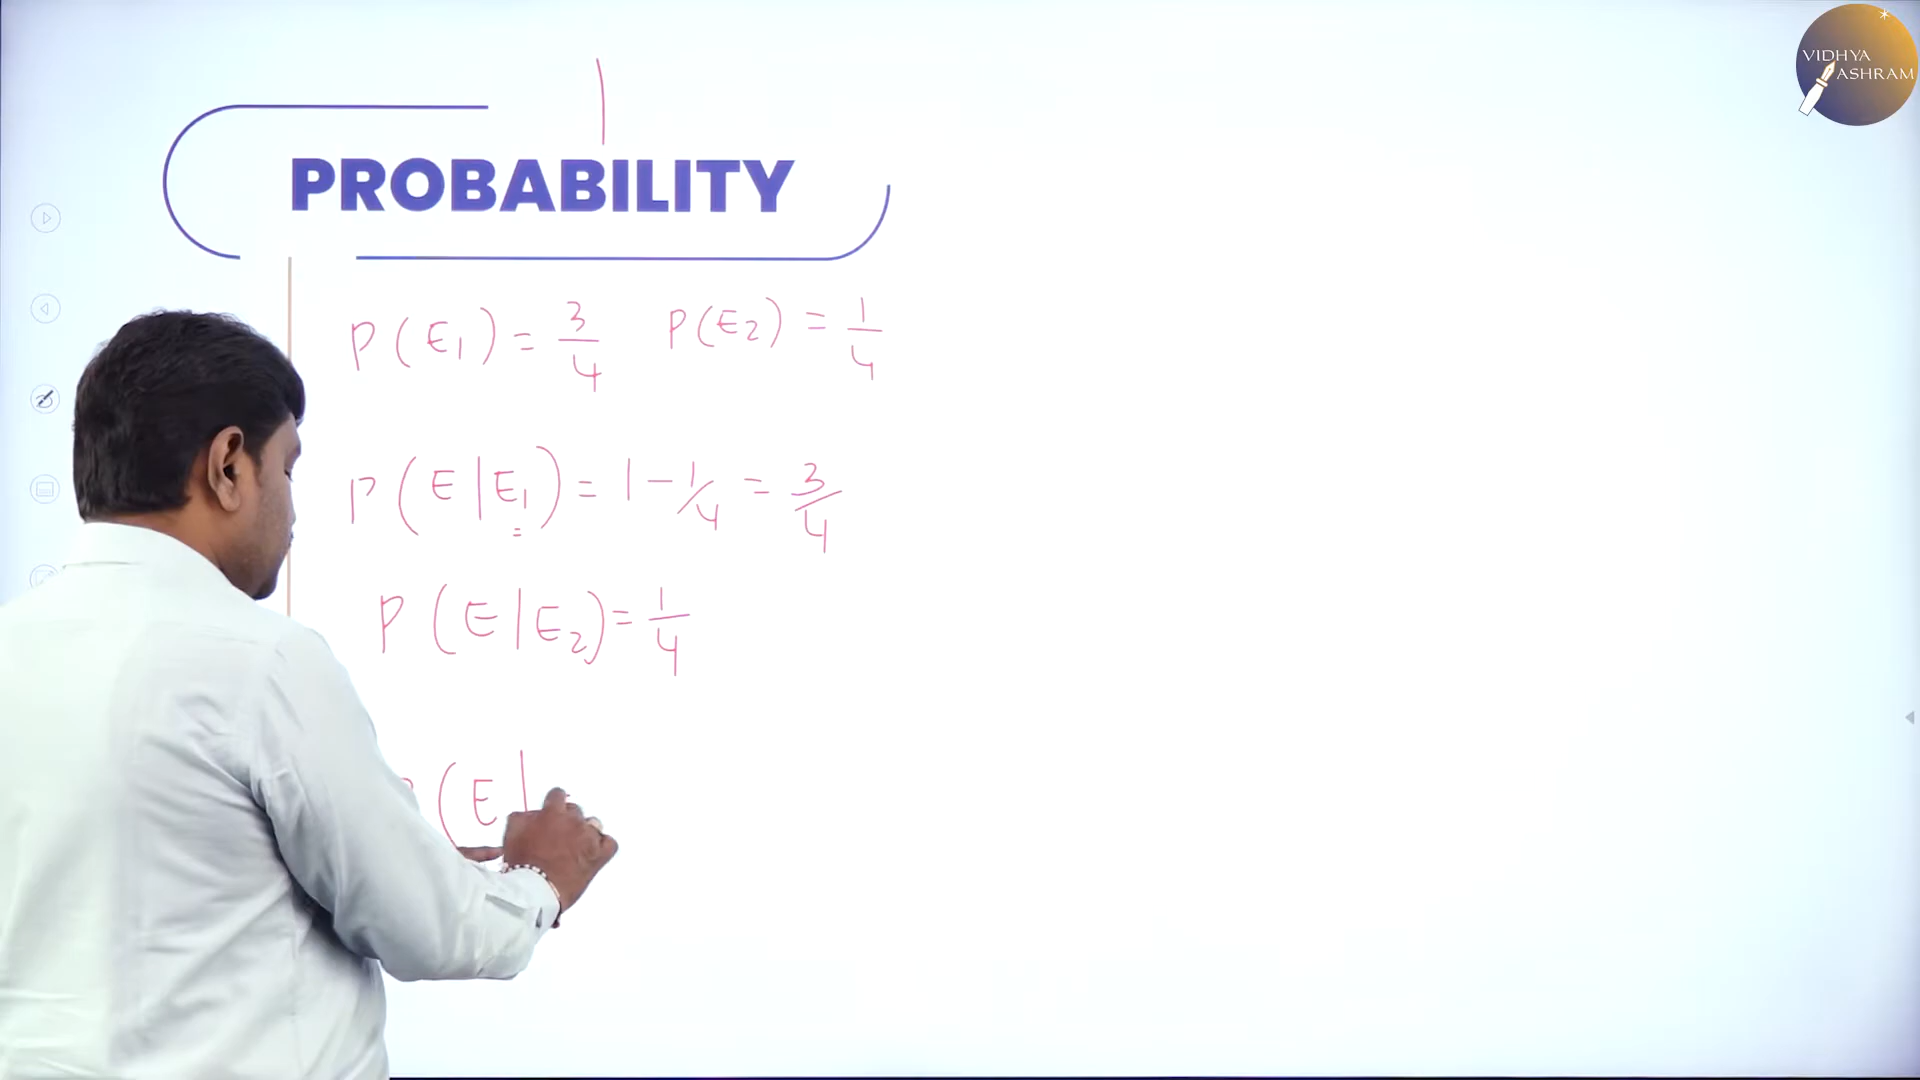 VIDHYA
ASHRAM
PROBABILITY
P(E1) = 3/4 P(E2) = 1/4
P(E|E1) = 1 - 1/4 = 3/4
P(E|E2) = 1/4
(E|